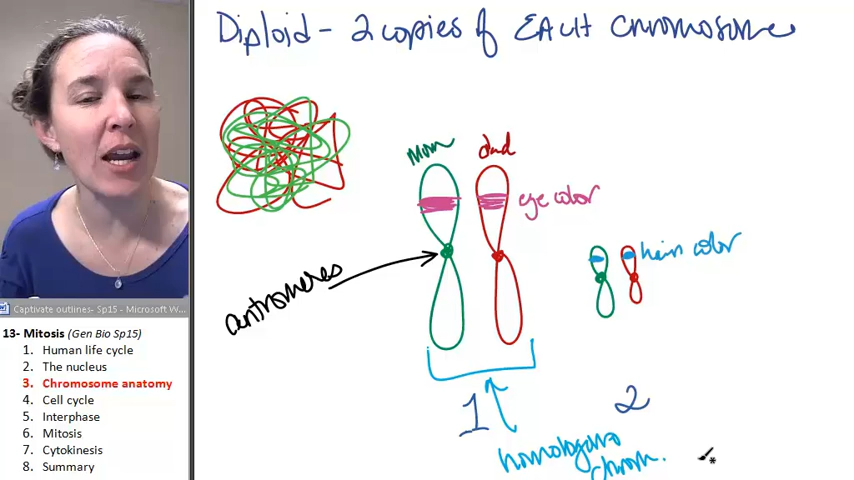 Diploid - 2 copies of EACH chromosome
Mom
dad
eye color
hair color
centromeres
1
2
homologous
chrom.
Captivate outlines- Sp15 - Microsoft W...
13- Mitosis (Gen Bio Sp15)
1. Human life cycle
2. The nucleus
3. Chromosome anatomy
4. Cell cycle
5. Interphase
6. Mitosis
7. Cytokinesis
8. Summary